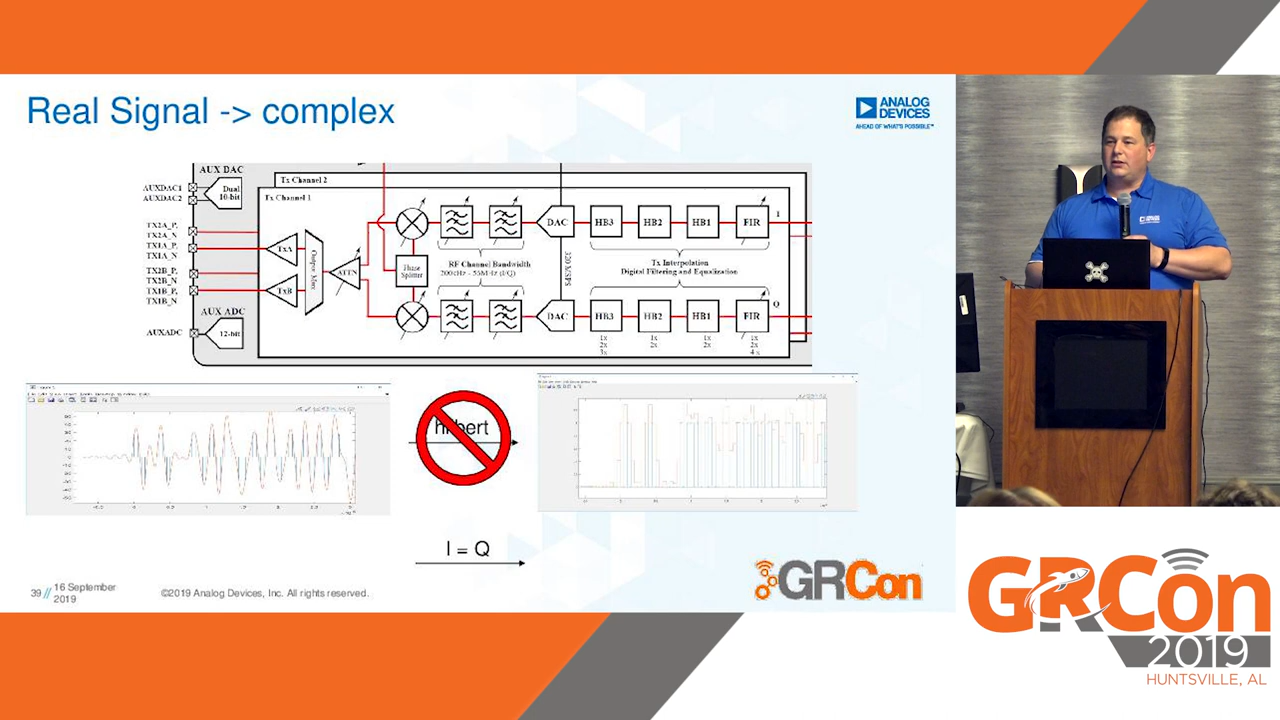 Real Signal -> complex
ANALOG
DEVICES
AHEAD OF WHAT'S POSSIBLE™
AUX DAC
AUXDAC1
AUXDAC2
Dual
10-bit
Tx Channel 2
Tx Channel 1
TX2A_P,
TX2A_N
TX1A_P,
TX1A_N
TX2B_P,
TX2B_N
TX1B_P,
TX1B_N
TxA
TxB
Output Mux
ATTN
Phase
Splitter
RF Channel Bandwidth
200kHz - 56MHz (I/Q)
DAC
320 MSPS
HB3
HB2
HB1
FIR
I
Tx Interpolation
Digital Filtering and Equalization
DAC
HB3
HB2
HB1
FIR
Q
1x
2x
3x
1x
2x
1x
2x
1x
2x
4x
AUX ADC
AUXADC
12-bit
hilbert
I = Q
39 // 16 September
2019
©2019 Analog Devices, Inc. All rights reserved.
GRCon
GRCon
2019
HUNTSVILLE, AL